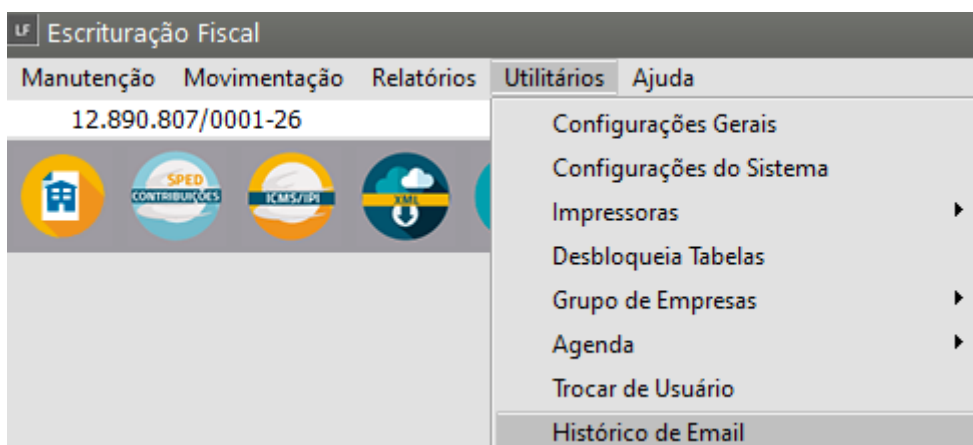 LF Escrituração Fiscal
Manutenção Movimentação Relatórios Utilitários Ajuda
12.890.807/0001-26
SPED
CONTRIBUIÇÕES
ICMS/IPI
XML
Configurações Gerais
Configurações do Sistema
Impressoras
Desbloqueia Tabelas
Grupo de Empresas
Agenda
Trocar de Usuário
Histórico de Email